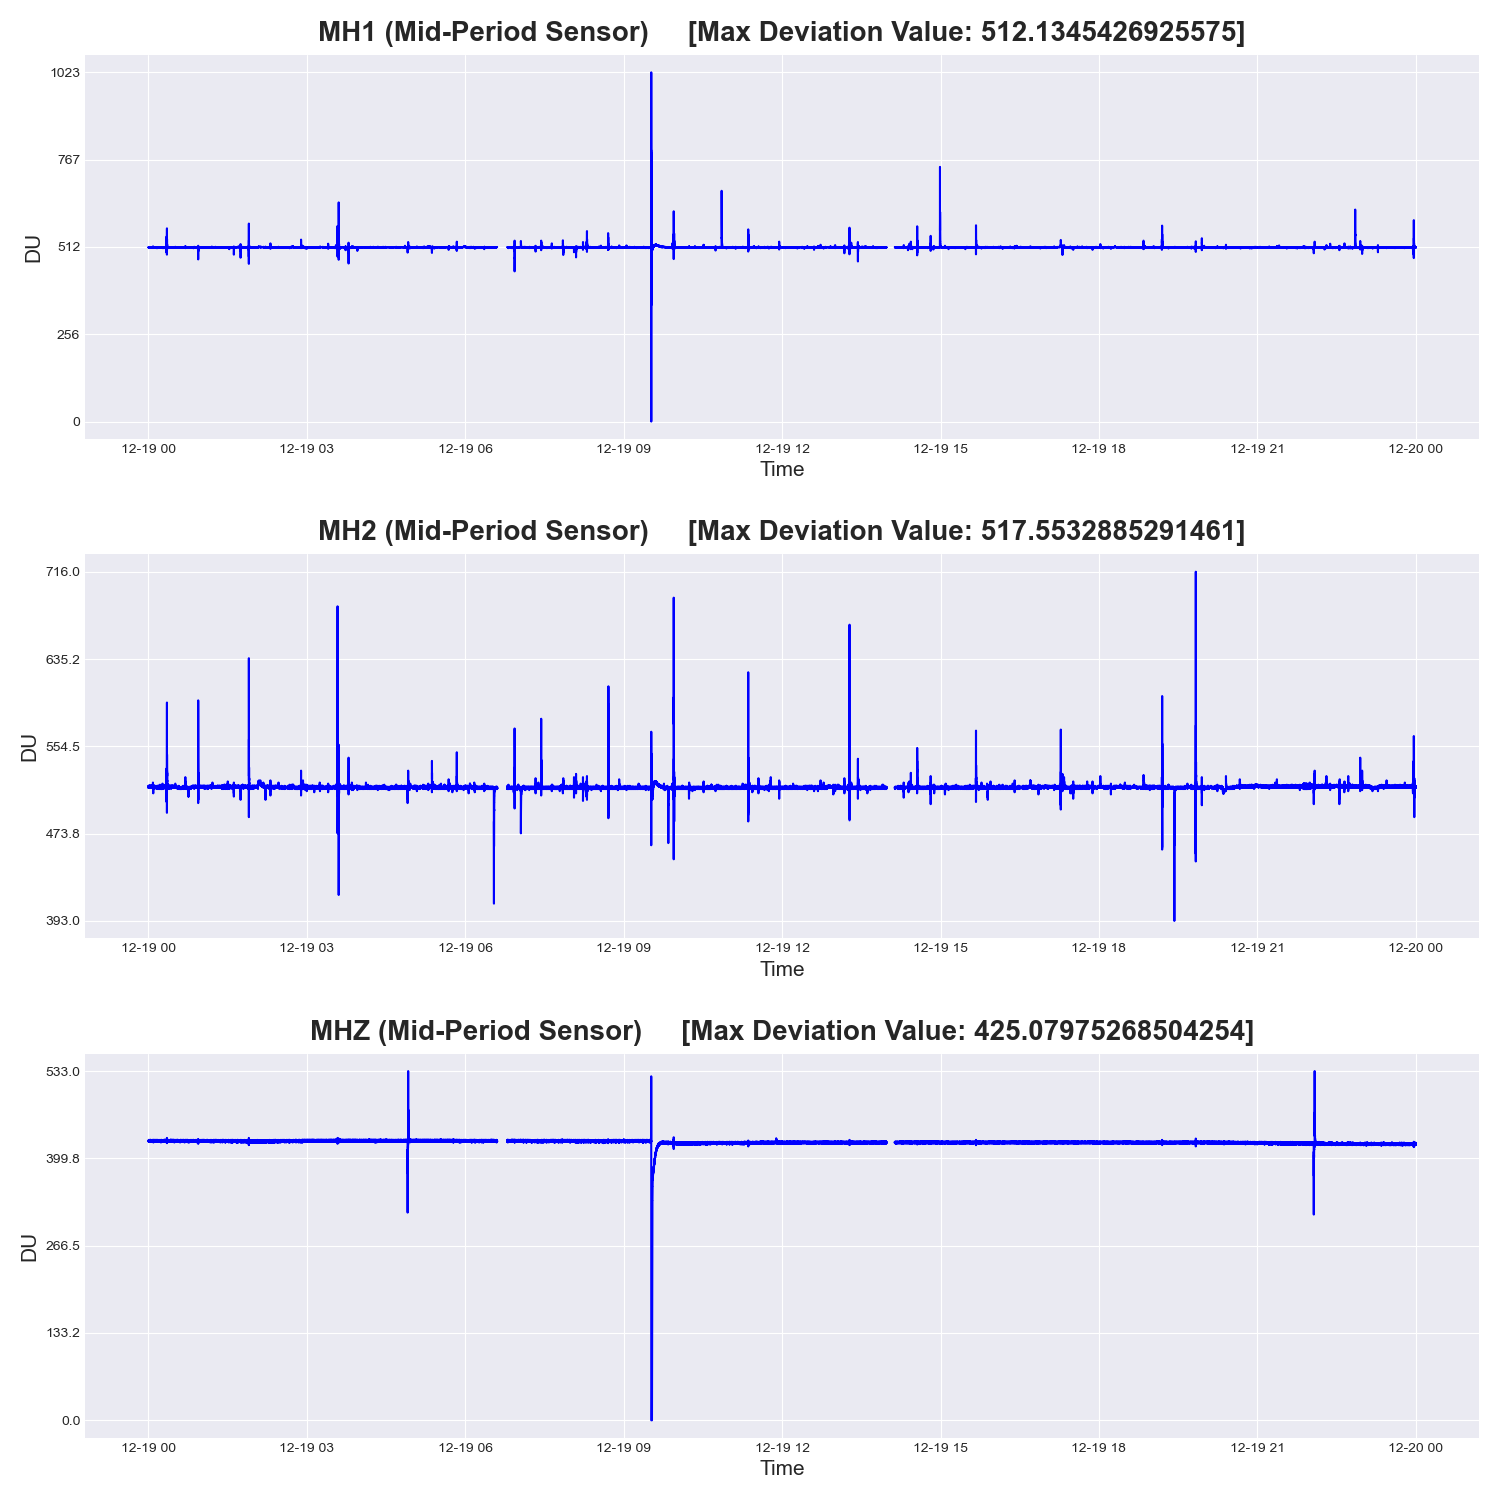 MH1 (Mid-Period Sensor) [Max Deviation Value: 512.1345426925575]
1023
767
512
256
0
DU
12-19 00 12-19 03 12-19 06 12-19 09 12-19 12 12-19 15 12-19 18 12-19 21 12-20 00
Time
MH2 (Mid-Period Sensor) [Max Deviation Value: 517.5532885291461]
716.0
635.2
554.5
473.8
393.0
DU
12-19 00 12-19 03 12-19 06 12-19 09 12-19 12 12-19 15 12-19 18 12-19 21 12-20 00
Time
MHZ (Mid-Period Sensor) [Max Deviation Value: 425.07975268504254]
533.0
399.8
266.5
133.2
0.0
DU
12-19 00 12-19 03 12-19 06 12-19 09 12-19 12 12-19 15 12-19 18 12-19 21 12-20 00
Time